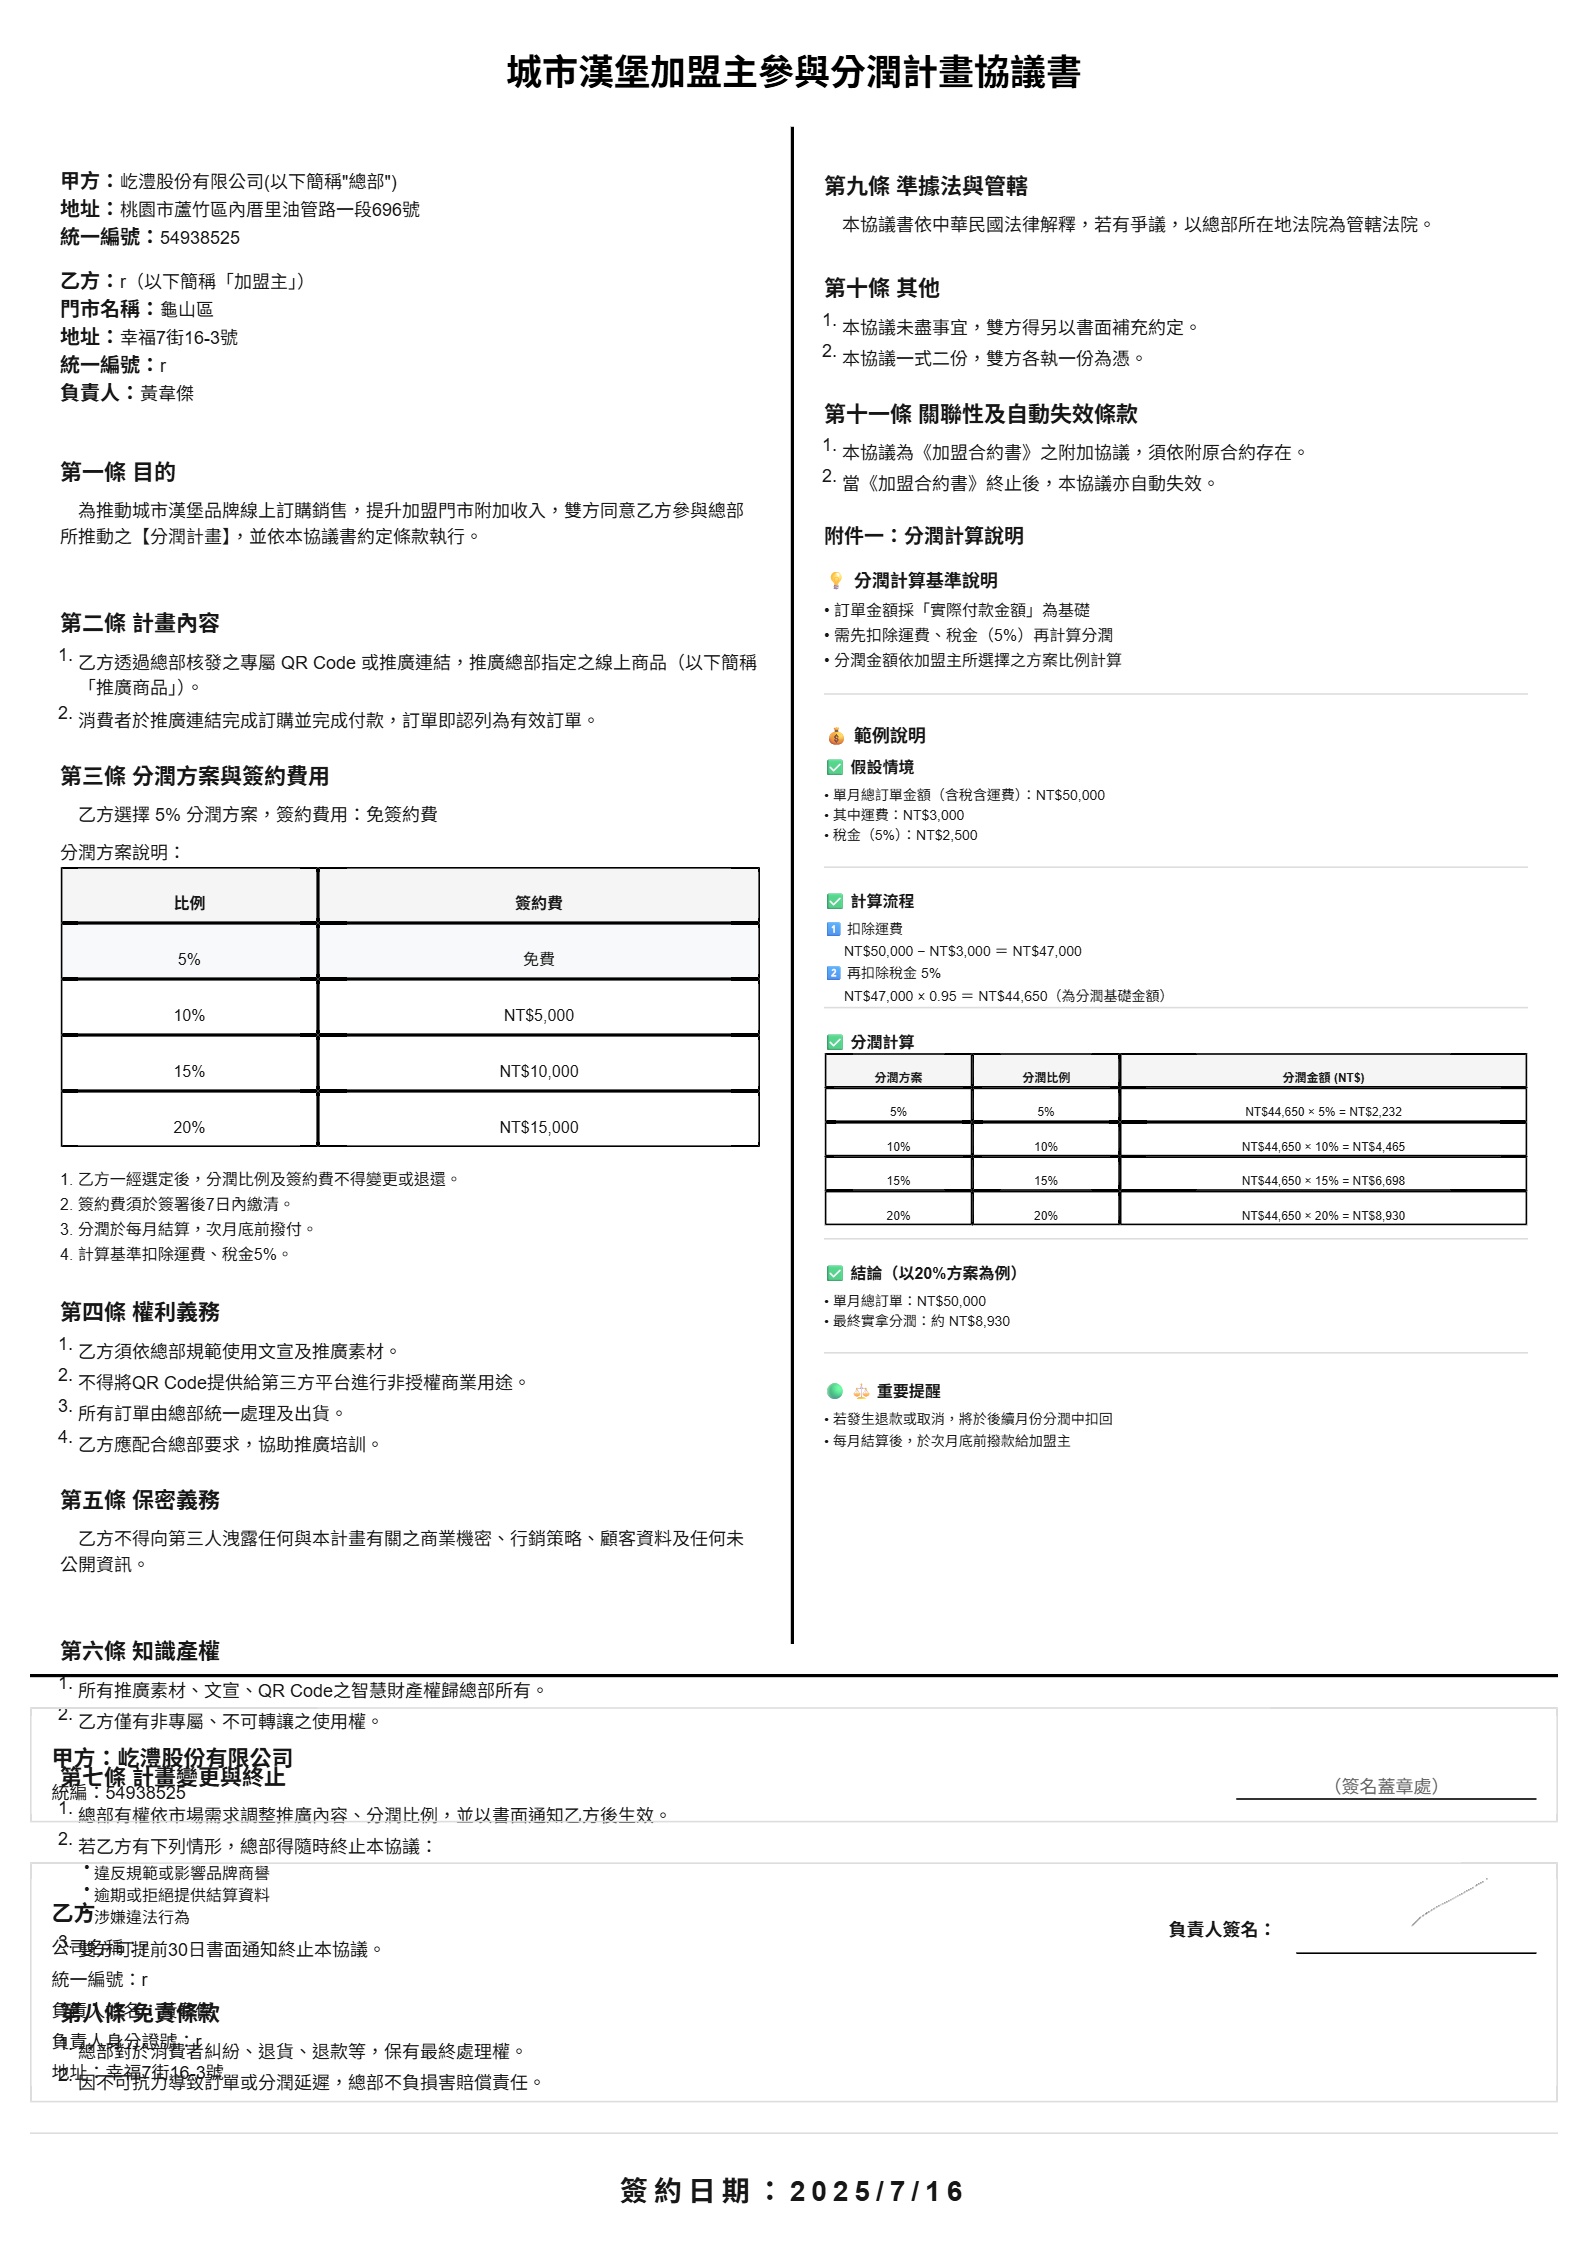 城市漢堡加盟主參與分潤計畫協議書
甲方：屹澧股份有限公司(以下簡稱"總部")
地址：桃園市蘆竹區內厝里油管路一段696號
統一編號：54938525
乙方：r（以下簡稱「加盟主」）
門市名稱：龜山區
地址：幸福7街16-3號
統一編號：r
負責人：黃韋傑
第一條 目的
為推動城市漢堡品牌線上訂購銷售，提升加盟門市附加收入，雙方同意乙方參與總部
所推動之【分潤計畫】，並依本協議書約定條款執行。
第二條 計畫內容
1. 乙方透過總部核發之專屬 QR Code 或推廣連結，推廣總部指定之線上商品（以下簡稱
「推廣商品」）。
2. 消費者於推廣連結完成訂購並完成付款，訂單即認列為有效訂單。
第三條 分潤方案與簽約費用
乙方選擇 5% 分潤方案，簽約費用：免簽約費
分潤方案說明：
比例 簽約費
5% 免費
10% NT$5,000
15% NT$10,000
20% NT$15,000
1. 乙方一經選定後，分潤比例及簽約費不得變更或退還。
2. 簽約費須於簽署後7日內繳清。
3. 分潤於每月結算，次月底前撥付。
4. 計算基準扣除運費、稅金5%。
第四條 權利義務
1. 乙方須依總部規範使用文宣及推廣素材。
2. 不得將QR Code提供給第三方平台進行非授權商業用途。
3. 所有訂單由總部統一處理及出貨。
4. 乙方應配合總部要求，協助推廣培訓。
第五條 保密義務
乙方不得向第三人洩露任何與本計畫有關之商業機密、行銷策略、顧客資料及任何未
公開資訊。
第六條 知識產權
1. 所有推廣素材、文宣、QR Code之智慧財產權歸總部所有。
2. 乙方僅有非專屬、不可轉讓之使用權。
第七條 計畫變更與終止
1. 總部有權依市場需求調整推廣內容、分潤比例，並以書面通知乙方後生效。
2. 若乙方有下列情形，總部得隨時終止本協議：
• 違反規範或影響品牌商譽
• 逾期或拒絕提供結算資料
涉嫌違法行為
3. 雙方可提前30日書面通知終止本協議。
第八條 免責條款
1. 總部對於消費者糾紛、退貨、退款等，保有最終處理權。
2. 因不可抗力導致訂單或分潤延遲，總部不負損害賠償責任。
第九條 準據法與管轄
本協議書依中華民國法律解釋，若有爭議，以總部所在地法院為管轄法院。
第十條 其他
1. 本協議未盡事宜，雙方得另以書面補充約定。
2. 本協議一式二份，雙方各執一份為憑。
第十一條 關聯性及自動失效條款
1. 本協議為《加盟合約書》之附加協議，須依附原合約存在。
2. 當《加盟合約書》終止後，本協議亦自動失效。
附件一：分潤計算說明
💡 分潤計算基準說明
• 訂單金額採「實際付款金額」為基礎
• 需先扣除運費、稅金（5%）再計算分潤
• 分潤金額依加盟主所選擇之方案比例計算
💰 範例說明
✅ 假設情境
• 單月總訂單金額（含稅含運費）：NT$50,000
• 其中運費：NT$3,000
• 稅金（5%）：NT$2,500
✅ 計算流程
1️⃣ 扣除運費
NT$50,000 − NT$3,000 ＝ NT$47,000
2️⃣ 再扣除稅金 5%
NT$47,000 × 0.95 ＝ NT$44,650（為分潤基礎金額）
✅ 分潤計算
分潤方案 分潤比例 分潤金額 (NT$)
5% 5% NT$44,650 × 5% = NT$2,232
10% 10% NT$44,650 × 10% = NT$4,465
15% 15% NT$44,650 × 15% = NT$6,698
20% 20% NT$44,650 × 20% = NT$8,930
✅ 結論（以20%方案為例）
• 單月總訂單：NT$50,000
• 最終實拿分潤：約 NT$8,930
🟢 ⚖️ 重要提醒
• 若發生退款或取消，將於後續月份分潤中扣回
• 每月結算後，於次月底前撥款給加盟主
甲方：屹澧股份有限公司
統編：54938525
（簽名蓋章處）
乙方
公司名稱：
統一編號：r
負責人身分證號：r
地址：幸福7街16-3號
負責人簽名：
簽約日期：2025/7/16